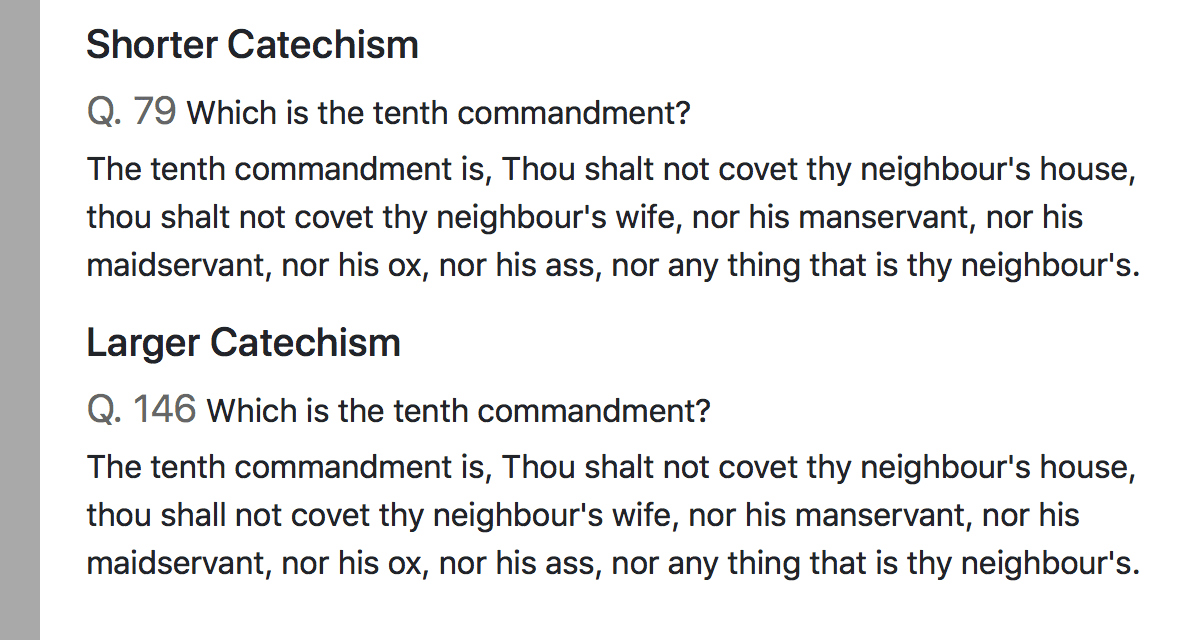 Shorter Catechism
Q. 79 Which is the tenth commandment?
The tenth commandment is, Thou shalt not covet thy neighbour's house,
thou shalt not covet thy neighbour's wife, nor his manservant, nor his
maidservant, nor his ox, nor his ass, nor any thing that is thy neighbour's.
Larger Catechism
Q. 146 Which is the tenth commandment?
The tenth commandment is, Thou shalt not covet thy neighbour's house,
thou shall not covet thy neighbour's wife, nor his manservant, nor his
maidservant, nor his ox, nor his ass, nor any thing that is thy neighbour's.